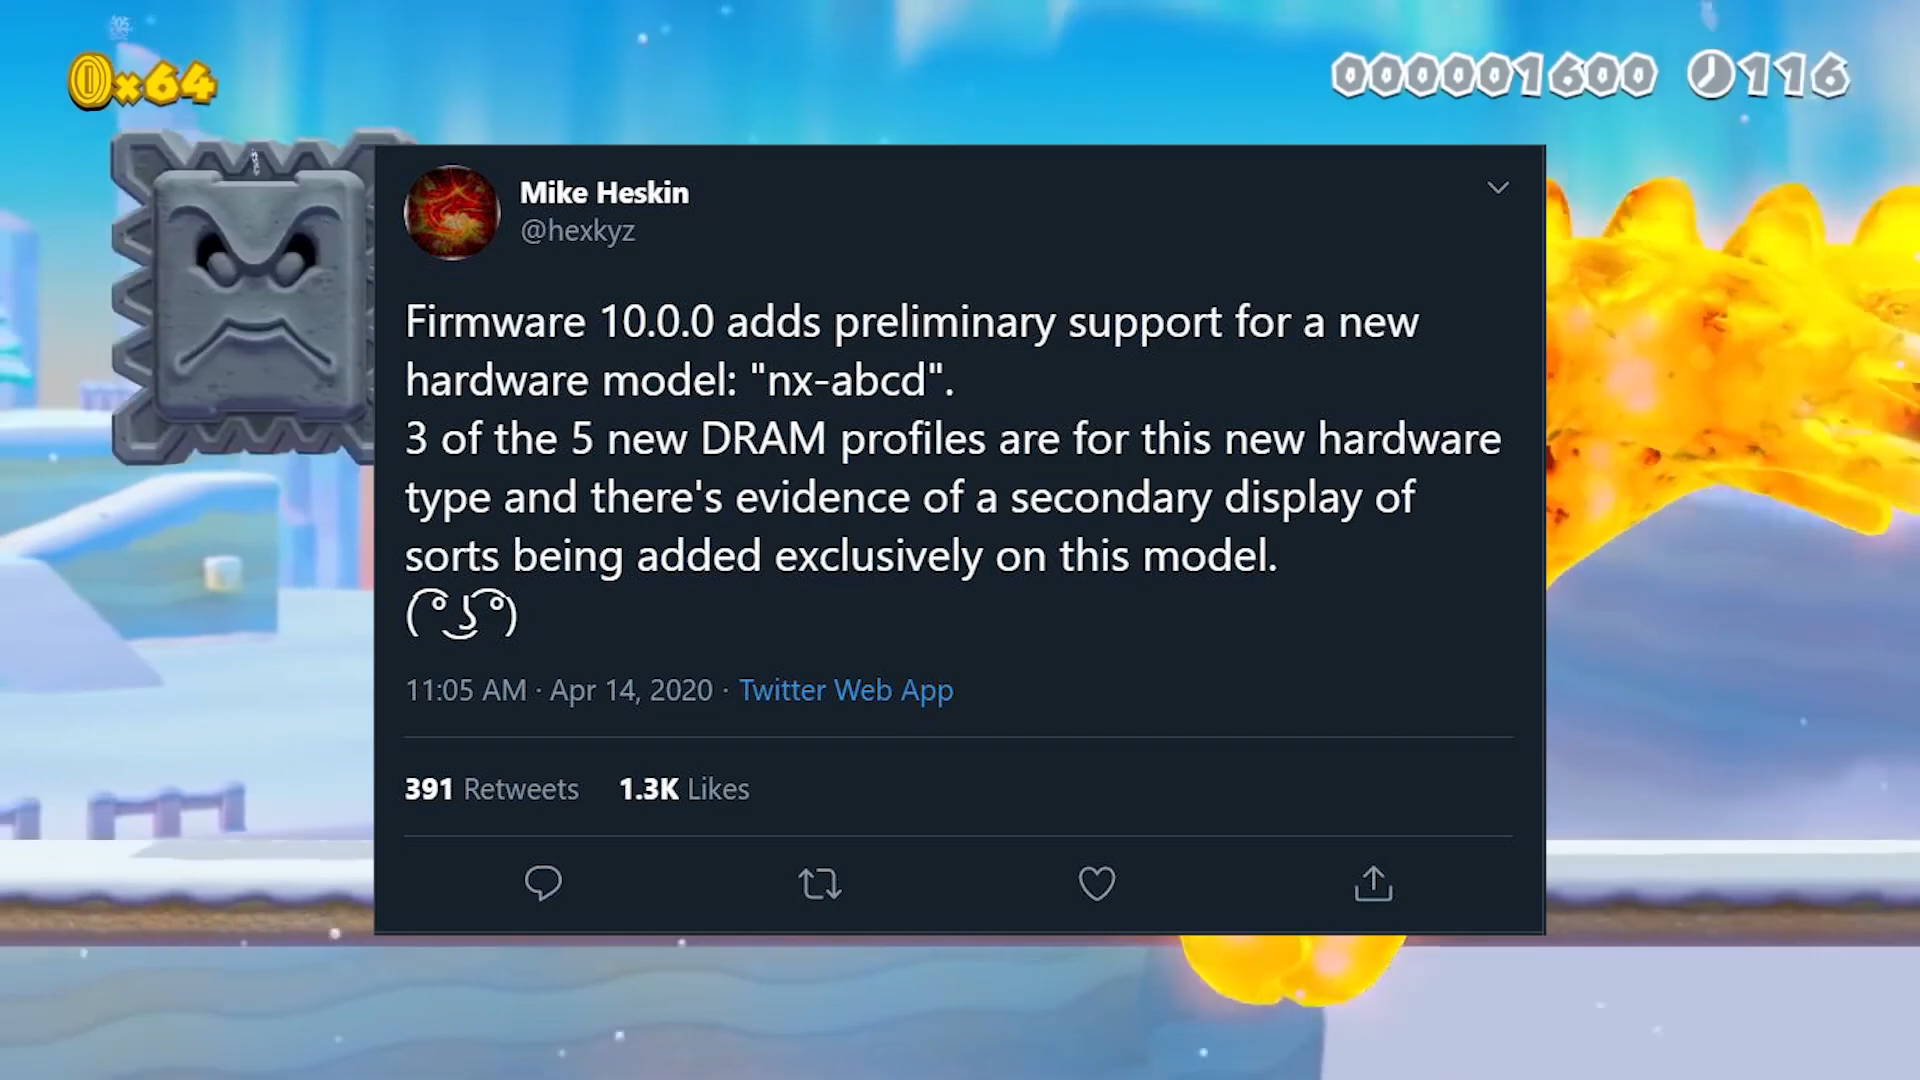 x64
000001600 116
Mike Heskin
@hexkyz
Firmware 10.0.0 adds preliminary support for a new
hardware model: "nx-abcd".
3 of the 5 new DRAM profiles are for this new hardware
type and there's evidence of a secondary display of
sorts being added exclusively on this model.
( ͡° ͜ʖ ͡°)
11:05 AM · Apr 14, 2020 · Twitter Web App
391 Retweets 1.3K Likes